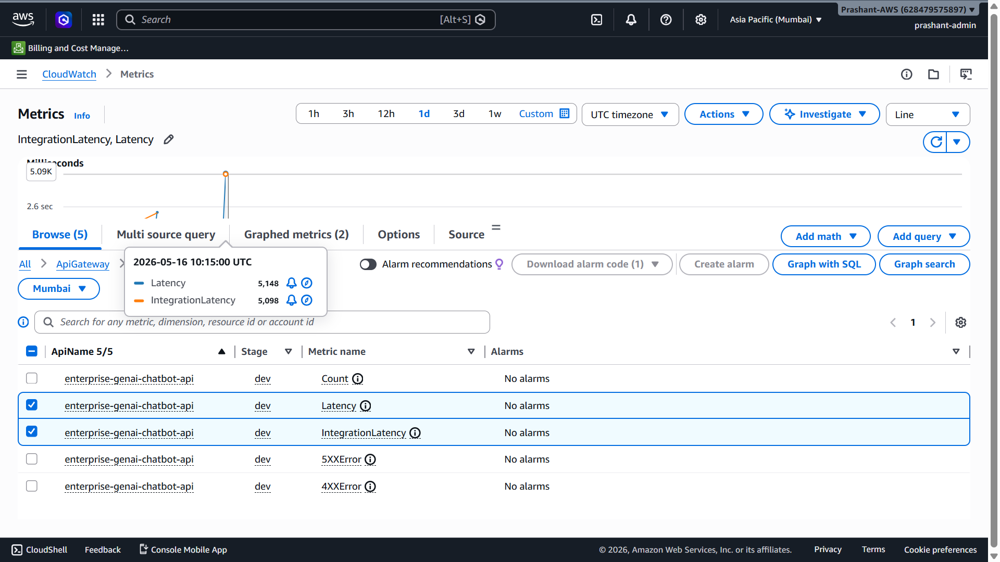 aws
Search [Alt+S]
Asia Pacific (Mumbai)
Prashant-AWS (628479575897)
prashant-admin
Billing and Cost Manage...
CloudWatch
Metrics
Metrics Info
1h 3h 12h 1d 3d 1w Custom
UTC timezone
Actions
Investigate
Line
IntegrationLatency, Latency
Milliseconds
5.09K
2.6 sec
Browse (5) Multi source query Graphed metrics (2) Options Source
Add math
Add query
All ApiGateway
2026-05-16 10:15:00 UTC
Latency 5,148
IntegrationLatency 5,098
Alarm recommendations
Download alarm code (1)
Create alarm
Graph with SQL
Graph search
Mumbai
Search for any metric, dimension, resource id or account id
1
ApiName 5/5 Stage Metric name Alarms
enterprise-genai-chatbot-api dev Count No alarms
enterprise-genai-chatbot-api dev Latency No alarms
enterprise-genai-chatbot-api dev IntegrationLatency No alarms
enterprise-genai-chatbot-api dev 5XXError No alarms
enterprise-genai-chatbot-api dev 4XXError No alarms
CloudShell Feedback Console Mobile App © 2026, Amazon Web Services, Inc. or its affiliates. Privacy Terms Cookie preferences